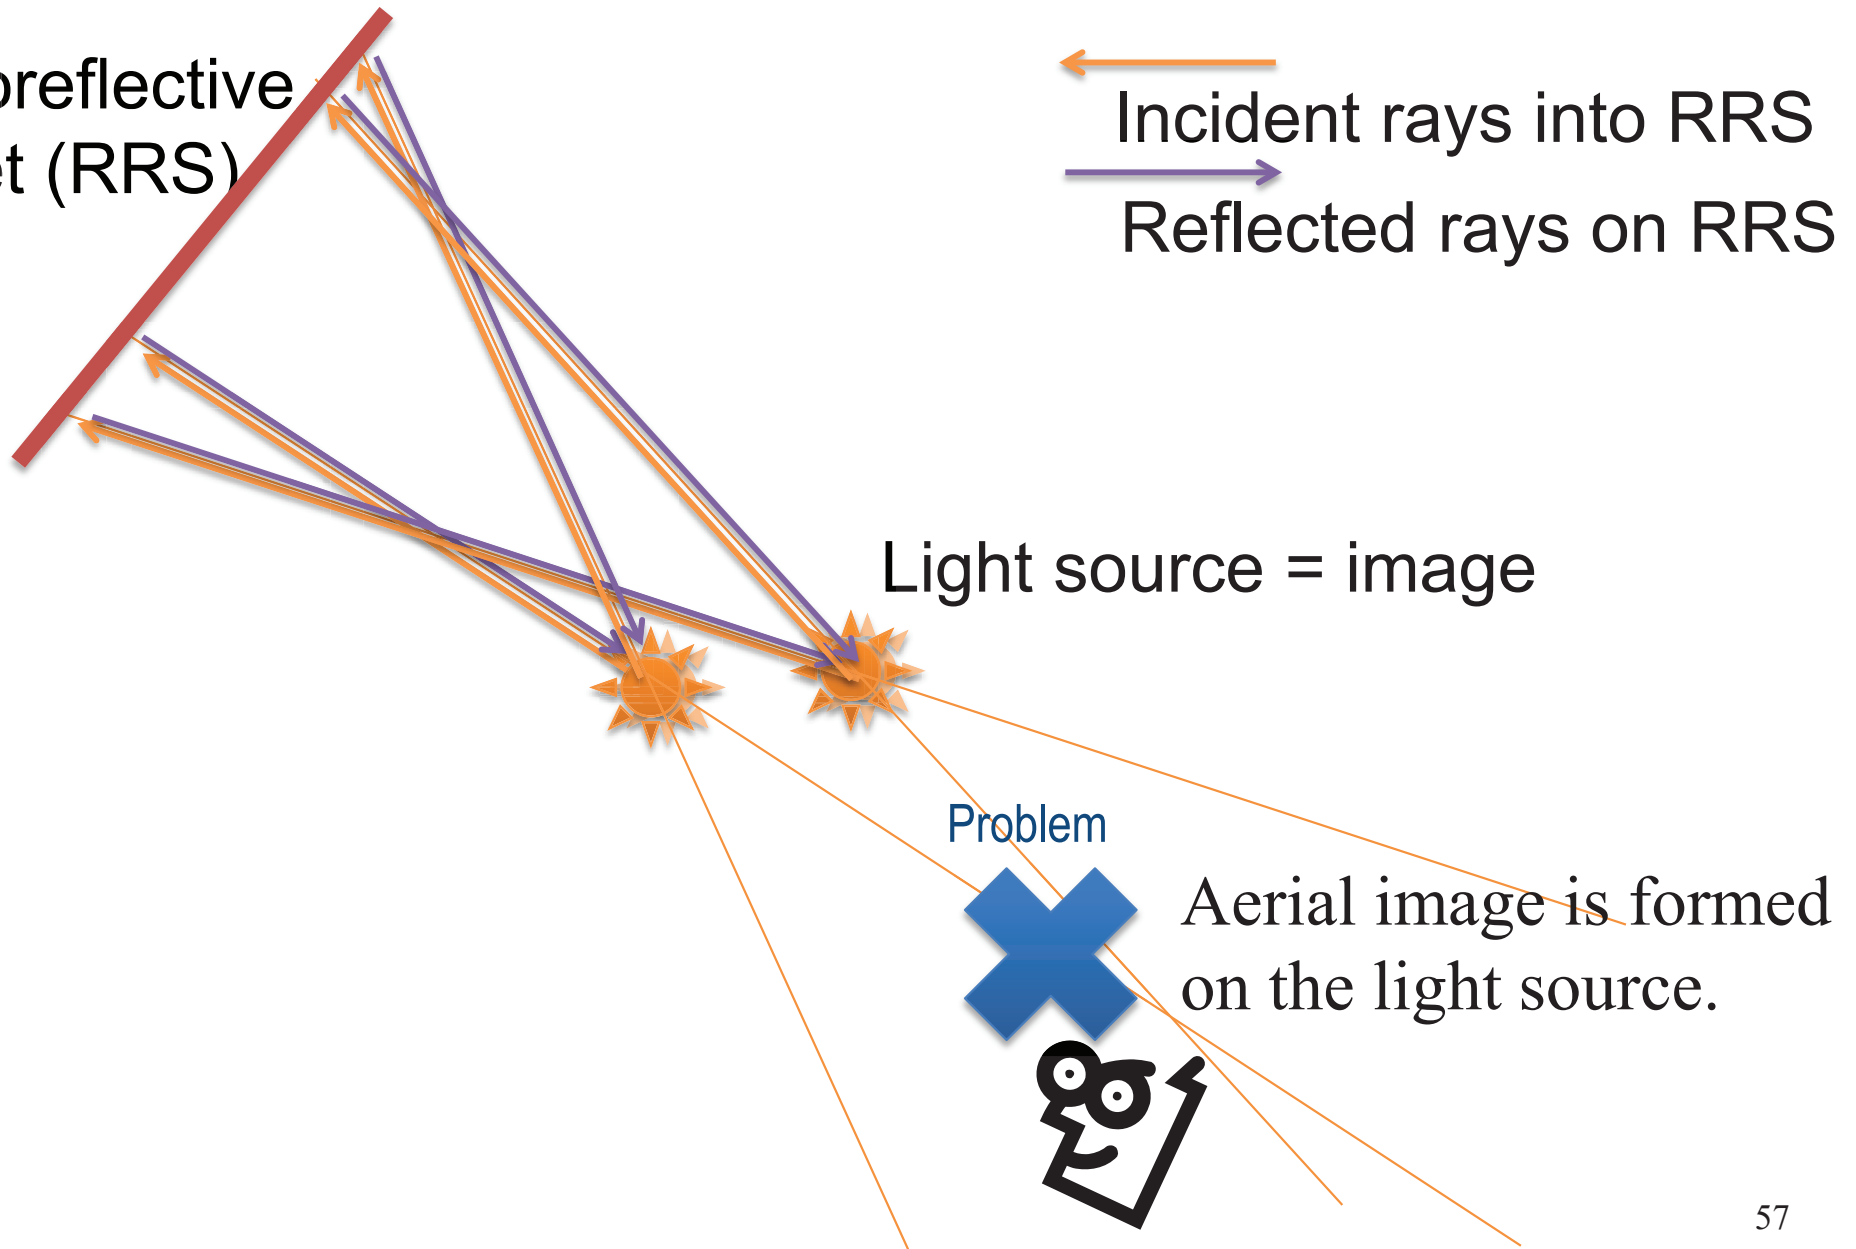 oreflective
et (RRS)
Incident rays into RRS
Reflected rays on RRS
Light source = image
Problem
Aerial image is formed
on the light source.
57